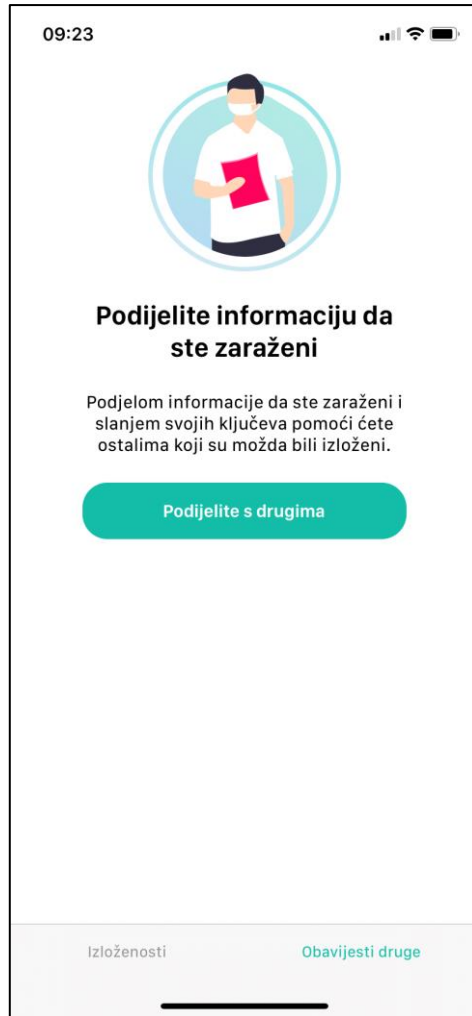 09:23
Podijelite informaciju da
ste zaraženi
Podjelom informacije da ste zaraženi i
slanjem svojih ključeva pomoći ćete
ostalima koji su možda bili izloženi.
Podijelite s drugima
Izloženosti Obavijesti druge